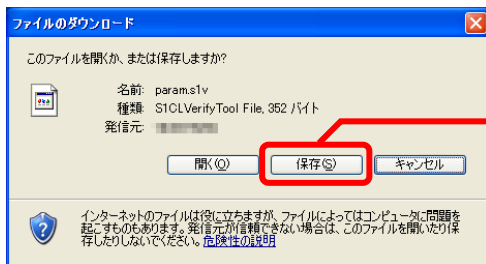 ファイルのダウンロード
このファイルを開くか、または保存しますか?
名前: param.s1v
種類: S1CLVerifyTool File, 352 バイト
発信元:
開く(O) 保存(S) キャンセル
インターネットのファイルは役に立ちますが、ファイルによってはコンピュータに問題を
起こすものもあります。発信元が信頼できない場合は、このファイルを開いたり保
存したりしないでください。危険性の説明